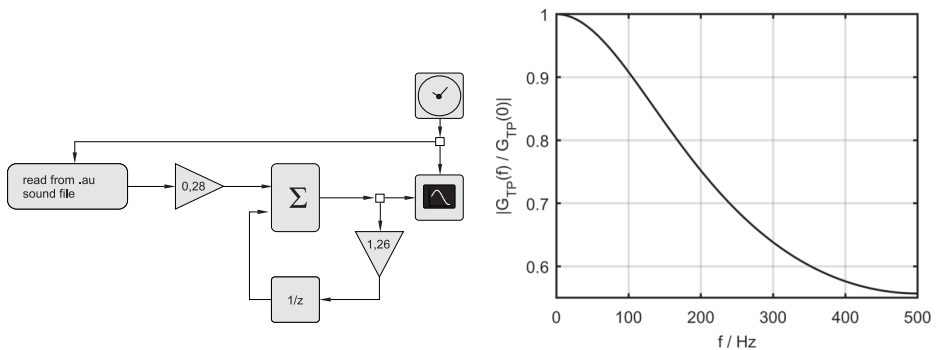 read from .au
sound file
0,28
Σ
1,26
1/z
|G_TP(f) / G_TP(0)|
1
0.9
0.8
0.7
0.6
0 100 200 300 400 500
f / Hz